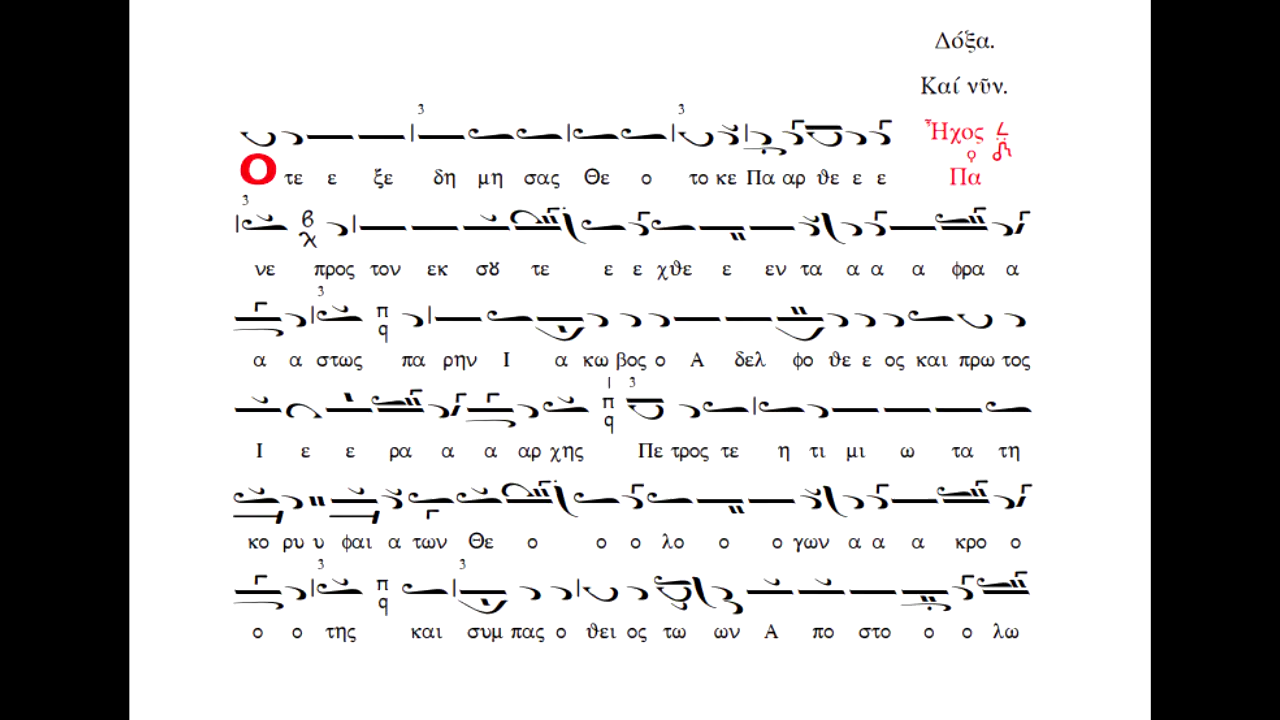 Δόξα.
Καί νῦν.
Ἦχος
Πα
Ο τε ε ξε δη μη σας Θε ο το κε Πα αρ θε ε ε
νε προς τον εκ σȣ τε ε ε χθε ε εν τα α α α φρα α
α α στως πα ρην Ι α κω βος ο Α δελ φο θε ε ος και πρω τος
Ι ε ε ρα α α αρ χης Πε τρος τε η τι μι ω τα τη
κο ρυ υ φαι α των Θε ο ο ο λο ο ο γων α α α κρο ο
ο ο της και συμ πας ο θει ος τω ων Α πο στο ο ο λω